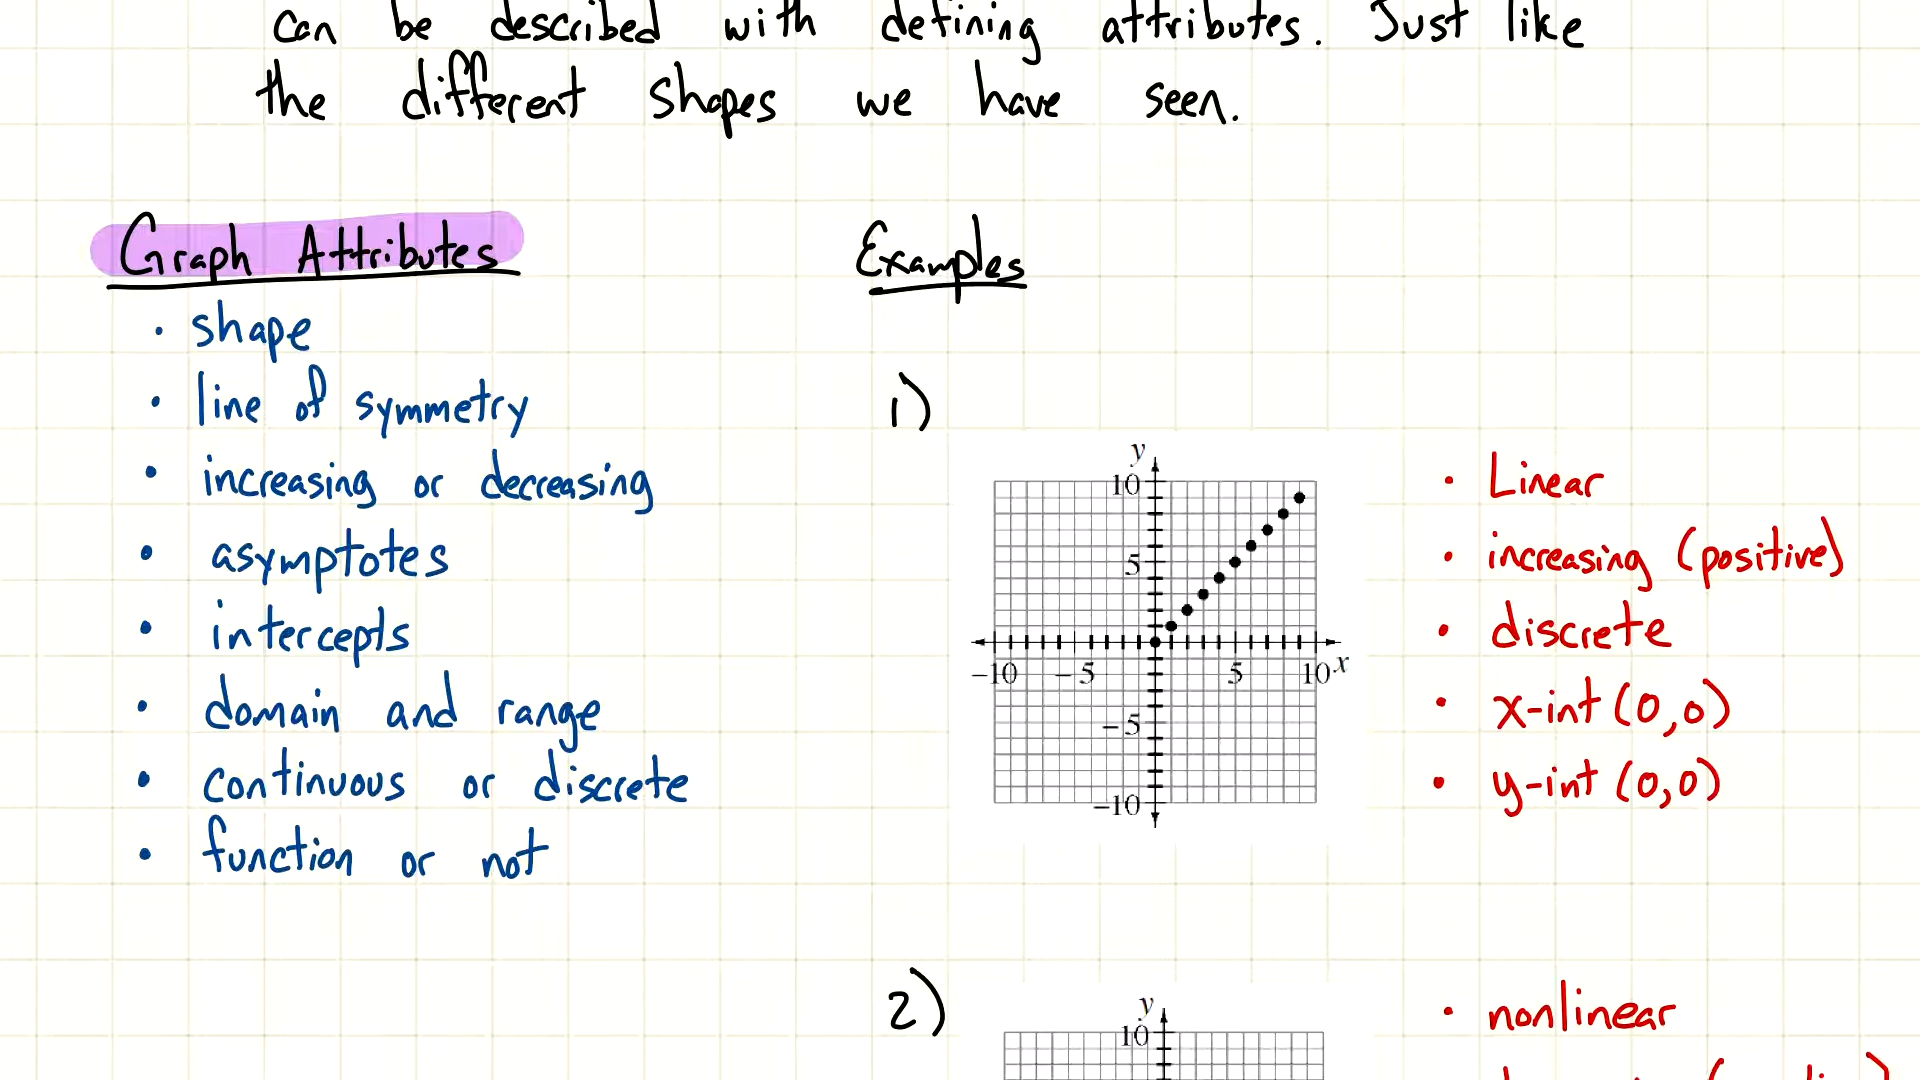 can be described with defining attributes. Just like
the different shapes we have seen.
Graph Attributes
• shape
• line of symmetry
• increasing or decreasing
• asymptotes
• intercepts
• domain and range
• continuous or discrete
• function or not
Examples
1)
y
10
5
-10 -5 5 10 x
-5
-10
• Linear
• increasing (positive)
• discrete
• x-int (0,0)
• y-int (0,0)
2)
y
10
• nonlinear